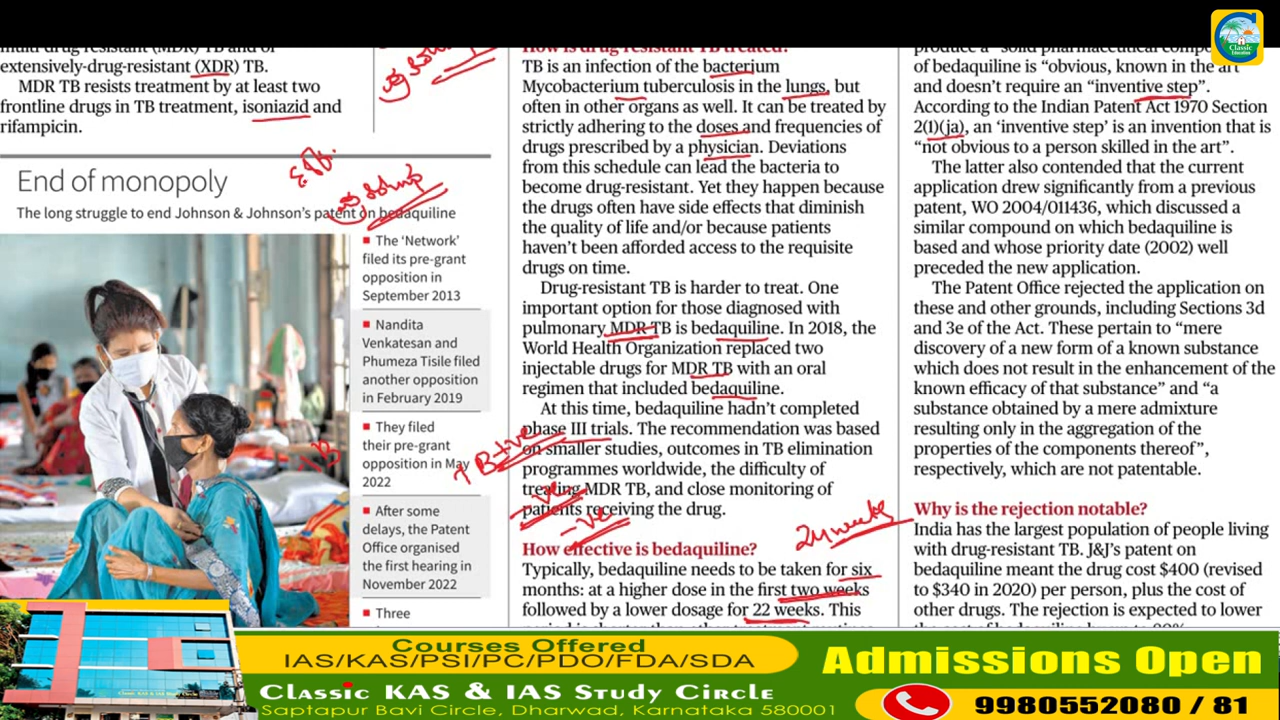 Classic
Education
multi drug resistant (MDR) TB and or
extensively-drug-resistant (XDR) TB.
MDR TB resists treatment by at least two
frontline drugs in TB treatment, isoniazid and
rifampicin.
End of monopoly
The long struggle to end Johnson & Johnson's patent on bedaquiline
■ The 'Network'
filed its pre-grant
opposition in
September 2013
■ Nandita
Venkatesan and
Phumeza Tisile filed
another opposition
in February 2019
■ They filed
their pre-grant
opposition in May
2022
■ After some
delays, the Patent
Office organised
the first hearing in
November 2022
■ Three
How is drug resistant TB treated?
TB is an infection of the bacterium
Mycobacterium tuberculosis in the lungs, but
often in other organs as well. It can be treated by
strictly adhering to the doses and frequencies of
drugs prescribed by a physician. Deviations
from this schedule can lead the bacteria to
become drug-resistant. Yet they happen because
the drugs often have side effects that diminish
the quality of life and/or because patients
haven't been afforded access to the requisite
drugs on time.
Drug-resistant TB is harder to treat. One
important option for those diagnosed with
pulmonary MDR TB is bedaquiline. In 2018, the
World Health Organization replaced two
injectable drugs for MDR TB with an oral
regimen that included bedaquiline.
At this time, bedaquiline hadn't completed
phase III trials. The recommendation was based
on smaller studies, outcomes in TB elimination
programmes worldwide, the difficulty of
treating MDR TB, and close monitoring of
patients receiving the drug.
-ve
-ve
24 weeks
How effective is bedaquiline?
Typically, bedaquiline needs to be taken for six
months: at a higher dose in the first two weeks
followed by a lower dosage for 22 weeks. This
produce a "solid pharmaceutical
of bedaquiline is "obvious, known in the art
and doesn't require an "inventive step".
According to the Indian Patent Act 1970 Section
2(1)(ja), an 'inventive step' is an invention that is
"not obvious to a person skilled in the art".
The latter also contended that the current
application drew significantly from a previous
patent, WO 2004/011436, which discussed a
similar compound on which bedaquiline is
based and whose priority date (2002) well
preceded the new application.
The Patent Office rejected the application on
these and other grounds, including Sections 3d
and 3e of the Act. These pertain to "mere
discovery of a new form of a known substance
which does not result in the enhancement of the
known efficacy of that substance" and "a
substance obtained by a mere admixture
resulting only in the aggregation of the
properties of the components thereof",
respectively, which are not patentable.
Why is the rejection notable?
India has the largest population of people living
with drug-resistant TB. J&J's patent on
bedaquiline meant the drug cost $400 (revised
to $340 in 2020) per person, plus the cost of
other drugs. The rejection is expected to lower
Courses Offered
IAS/KAS/PSI/PC/PDO/FDA/SDA
Classic KAS & IAS Study Circle
Saptapur Bavi Circle, Dharwad, Karnataka 580001
Admissions Open
9980552080 / 81